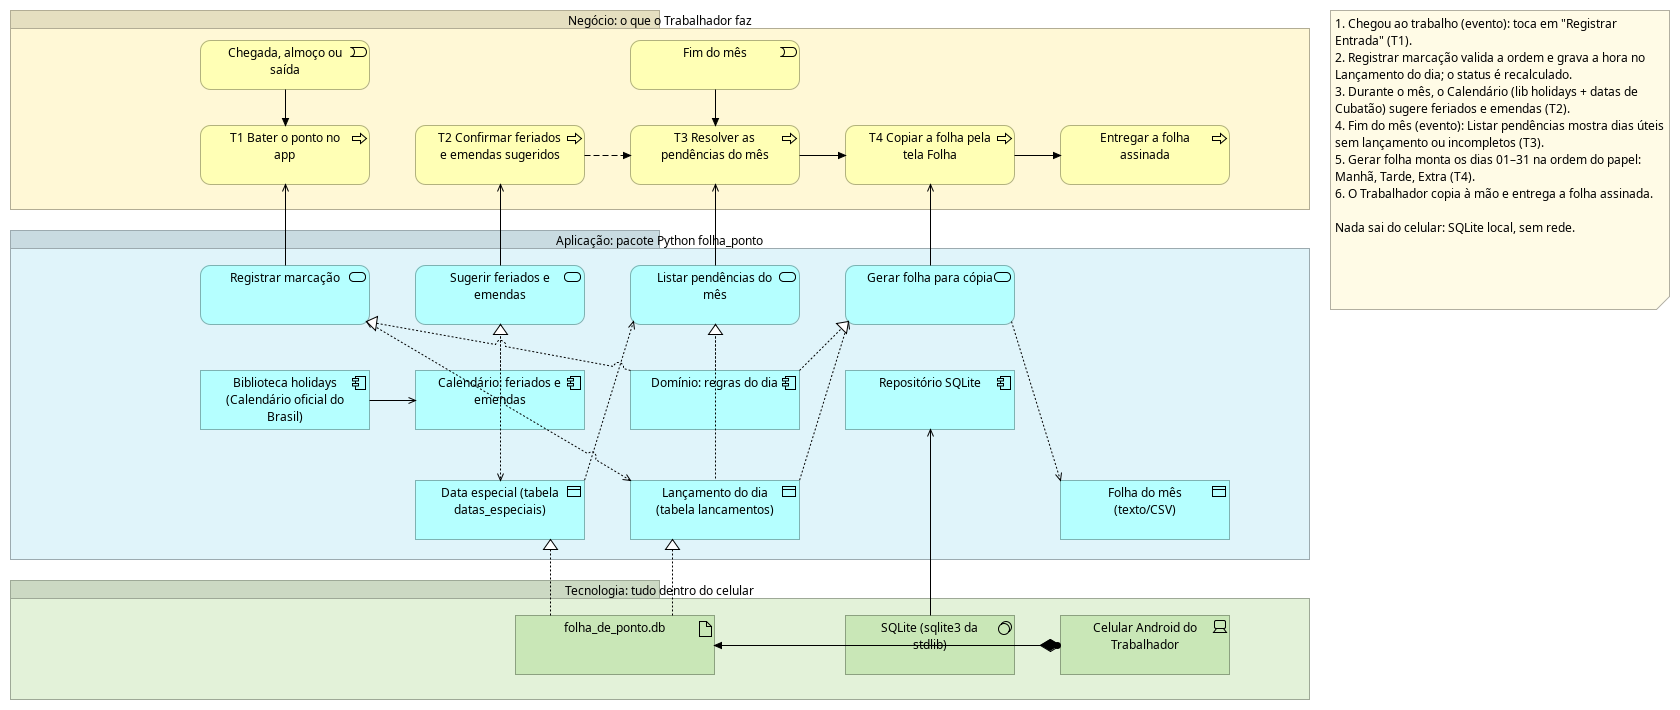 Negócio: o que o Trabalhador faz
Chegada, almoço ou
saída
Fim do mês
T1 Bater o ponto no
app
T2 Confirmar feriados
e emendas sugeridos
T3 Resolver as
pendências do mês
T4 Copiar a folha pela
tela Folha
Entregar a folha
assinada
Aplicação: pacote Python folha_ponto
Registrar marcação
Sugerir feriados e
emendas
Listar pendências do
mês
Gerar folha para cópia
Biblioteca holidays
(Calendário oficial do
Brasil)
Calendário: feriados e
emendas
Domínio: regras do dia
Repositório SQLite
Data especial (tabela
datas_especiais)
Lançamento do dia
(tabela lancamentos)
Folha do mês
(texto/CSV)
Tecnologia: tudo dentro do celular
folha_de_ponto.db
SQLite (sqlite3 da
stdlib)
Celular Android do
Trabalhador
1. Chegou ao trabalho (evento): toca em "Registrar
Entrada" (T1).
2. Registrar marcação valida a ordem e grava a hora no
Lançamento do dia; o status é recalculado.
3. Durante o mês, o Calendário (lib holidays + datas de
Cubatão) sugere feriados e emendas (T2).
4. Fim do mês (evento): Listar pendências mostra dias úteis
sem lançamento ou incompletos (T3).
5. Gerar folha monta os dias 01–31 na ordem do papel:
Manhã, Tarde, Extra (T4).
6. O Trabalhador copia à mão e entrega a folha assinada.
Nada sai do celular: SQLite local, sem rede.